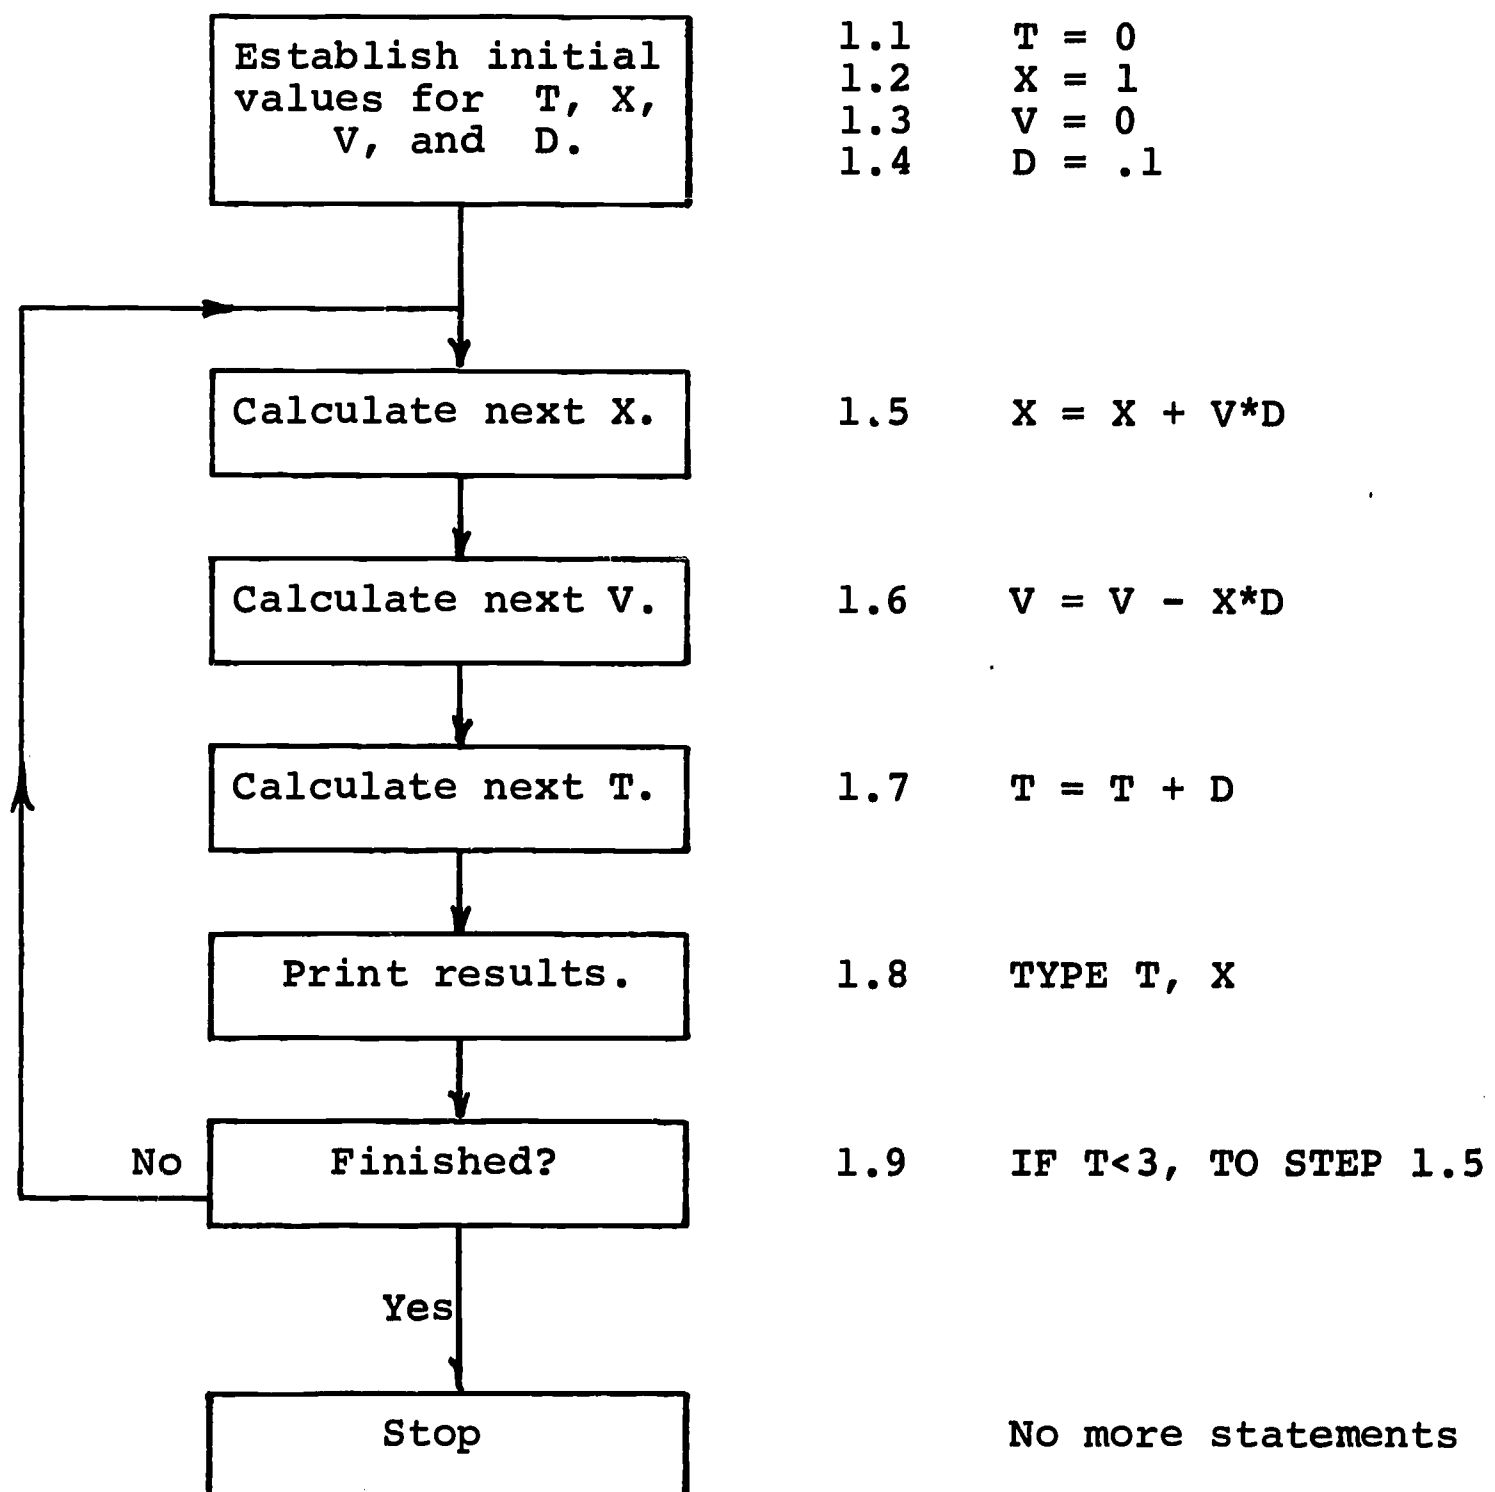 Establish initial
values for T, X,
V, and D.
1.1 T = 0
1.2 X = 1
1.3 V = 0
1.4 D = .1
Calculate next X.
1.5 X = X + V*D
Calculate next V.
1.6 V = V - X*D
Calculate next T.
1.7 T = T + D
Print results.
1.8 TYPE T, X
No
Finished?
1.9 IF T<3, TO STEP 1.5
Yes
Stop
No more statements